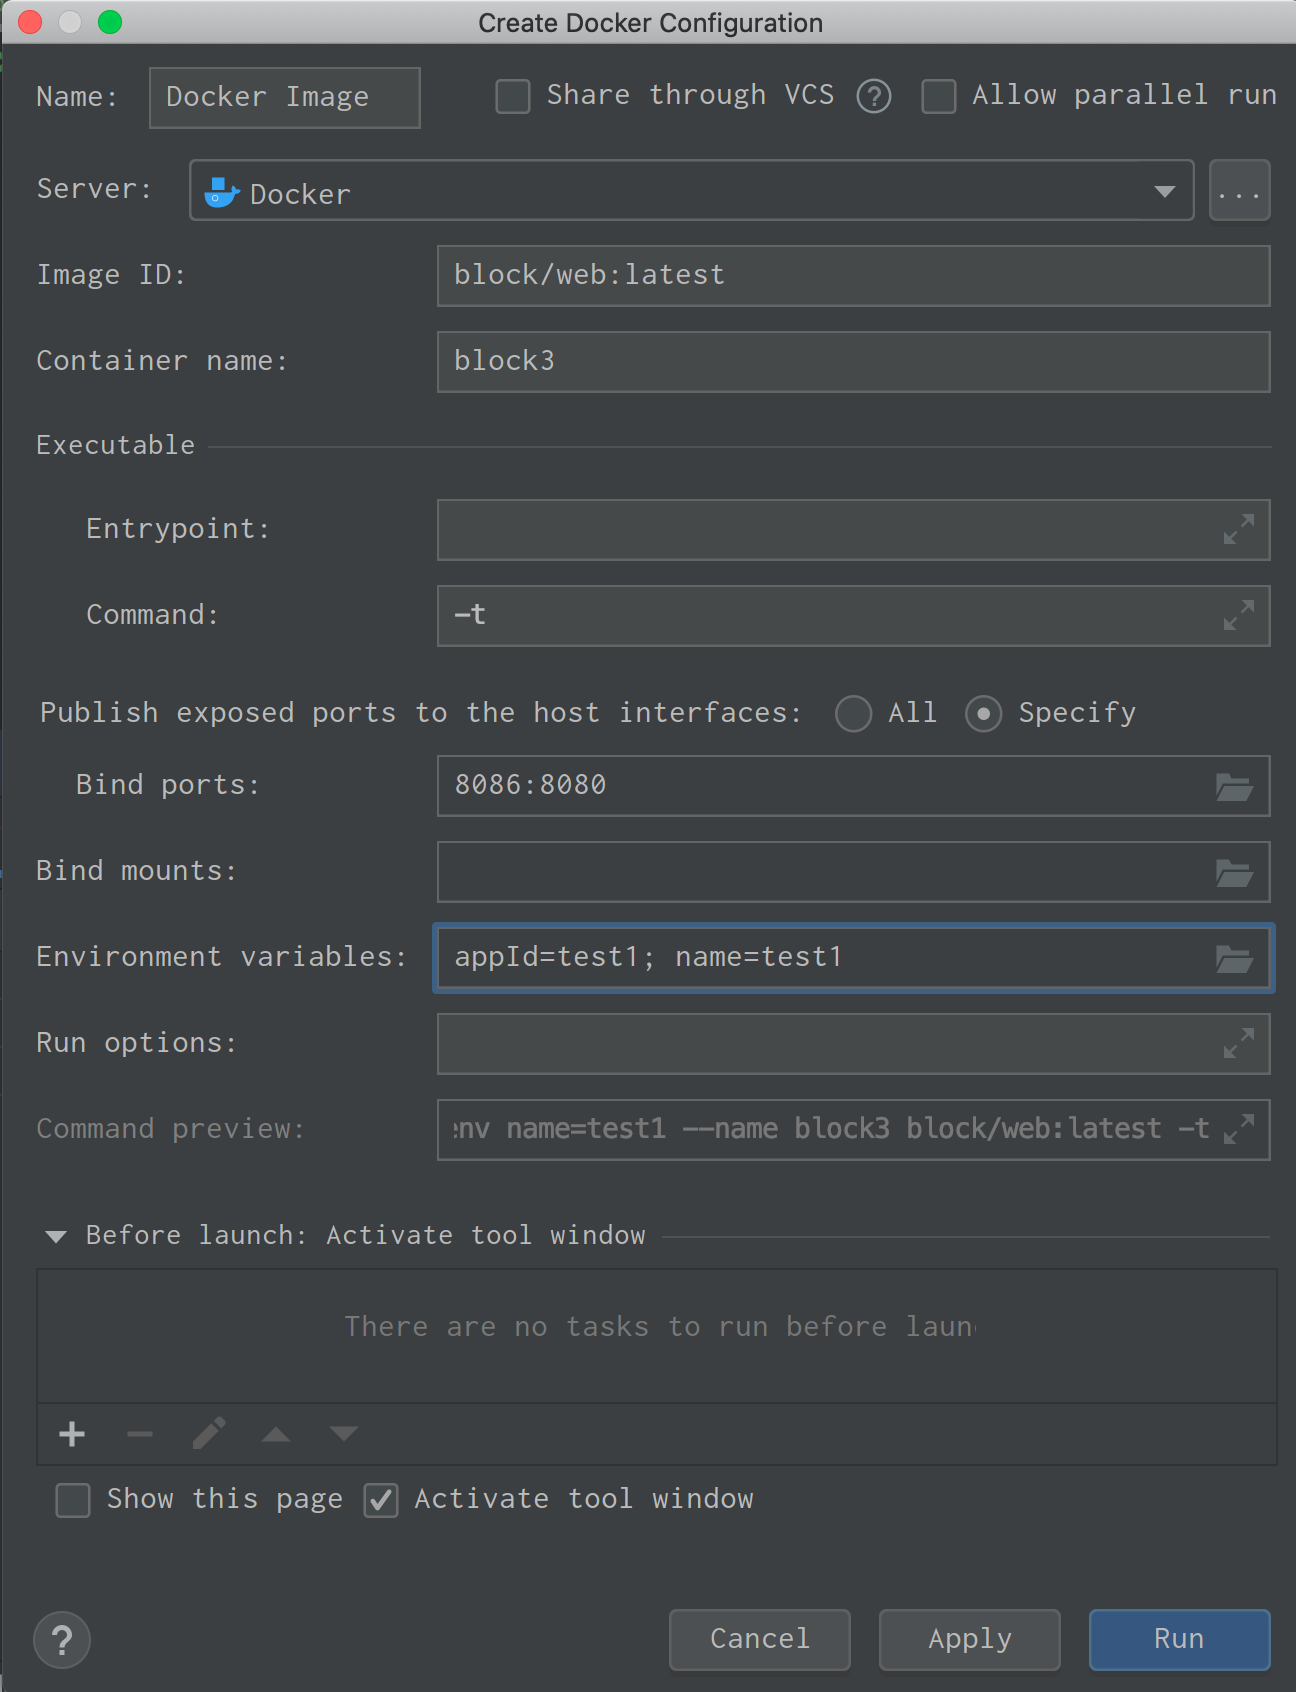 Create Docker Configuration
Name: Docker Image Share through VCS ? Allow parallel run
Server: Docker ...
Image ID: block/web:latest
Container name: block3
Executable
Entrypoint:
Command: -t
Publish exposed ports to the host interfaces: All Specify
Bind ports: 8086:8080
Bind mounts:
Environment variables: appId=test1; name=test1
Run options:
Command preview: env name=test1 --name block3 block/web:latest -t
Before launch: Activate tool window
There are no tasks to run before
Show this page Activate tool window
? Cancel Apply Run